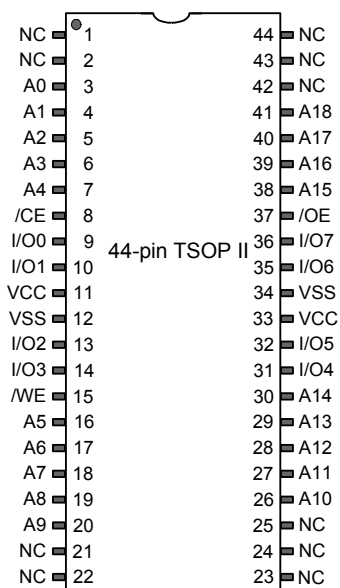 NC 1 44 NC
NC 2 43 NC
A0 3 42 NC
A1 4 41 A18
A2 5 40 A17
A3 6 39 A16
A4 7 38 A15
/CE 8 37 /OE
I/O0 9 36 I/O7
44-pin TSOP II
I/O1 10 35 I/O6
VCC 11 34 VSS
VSS 12 33 VCC
I/O2 13 32 I/O5
I/O3 14 31 I/O4
/WE 15 30 A14
A5 16 29 A13
A6 17 28 A12
A7 18 27 A11
A8 19 26 A10
A9 20 25 NC
NC 21 24 NC
NC 22 23 NC